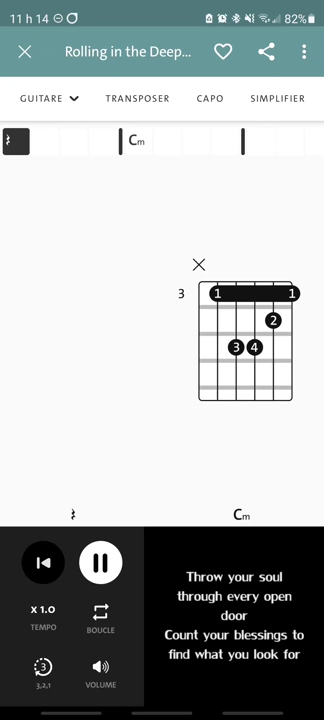 11 h 14
82%
Rolling in the Deep...
GUITARE TRANSPOSER CAPO SIMPLIFIER
Cm
3
1 1
2
3 4
Cm
x 1.0
TEMPO
BOUCLE
3
3,2,1
VOLUME
Throw your soul
through every open
door
Count your blessings to
find what you look for